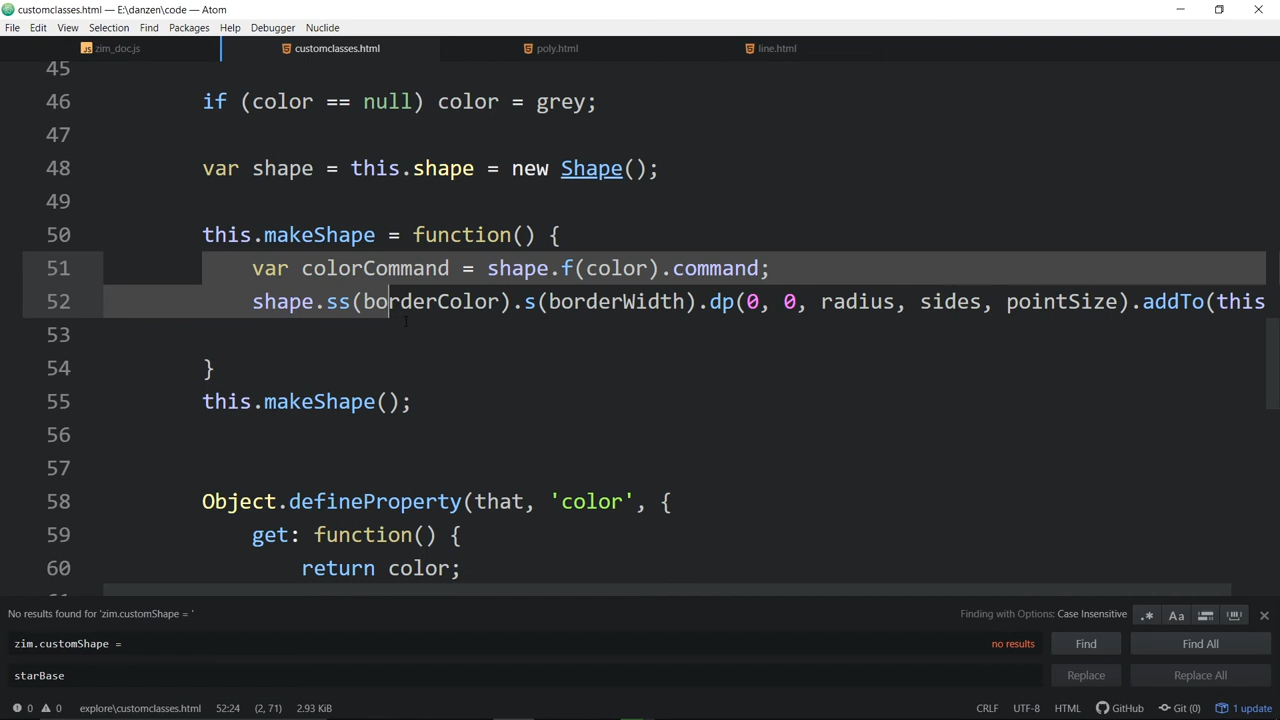 customclasses.html — E:\danzen\code — Atom
File Edit View Selection Find Packages Help Debugger Nuclide
zim_doc.js customclasses.html poly.html line.html
45
46 if (color == null) color = grey;
47
48 var shape = this.shape = new Shape();
49
50 this.makeShape = function() {
51 var colorCommand = shape.f(color).command;
52 shape.ss(borderColor).s(borderWidth).dp(0, 0, radius, sides, pointSize).addTo(this
53
54 }
55 this.makeShape();
56
57
58 Object.defineProperty(that, 'color', {
59 get: function() {
60 return color;
No results found for 'zim.customShape = ' Finding with Options: Case Insensitive .* Aa
zim.customShape = no results Find Find All
starBase Replace Replace All
0 0 explore\customclasses.html 52:24 (2, 71) 2.93 KiB CRLF UTF-8 HTML GitHub Git (0) 1 update